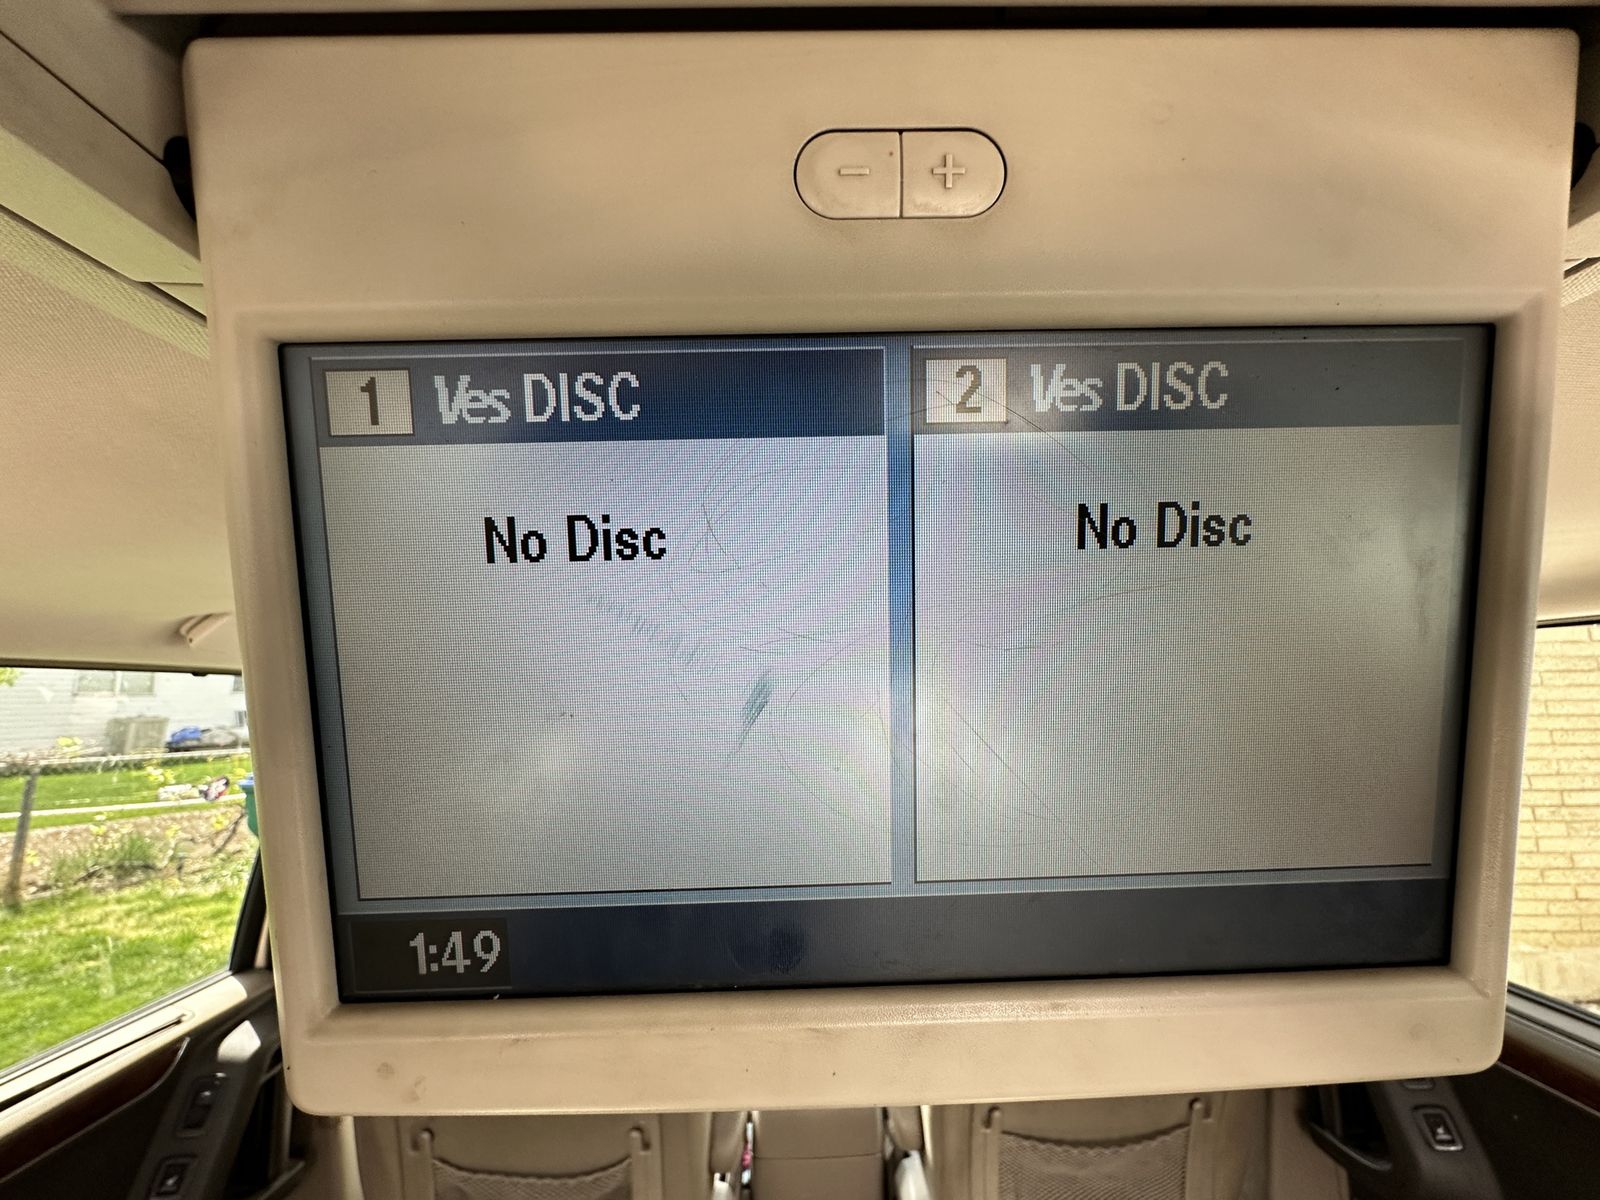 − +
1 Ves DISC
No Disc
2 Ves DISC
No Disc
1:49